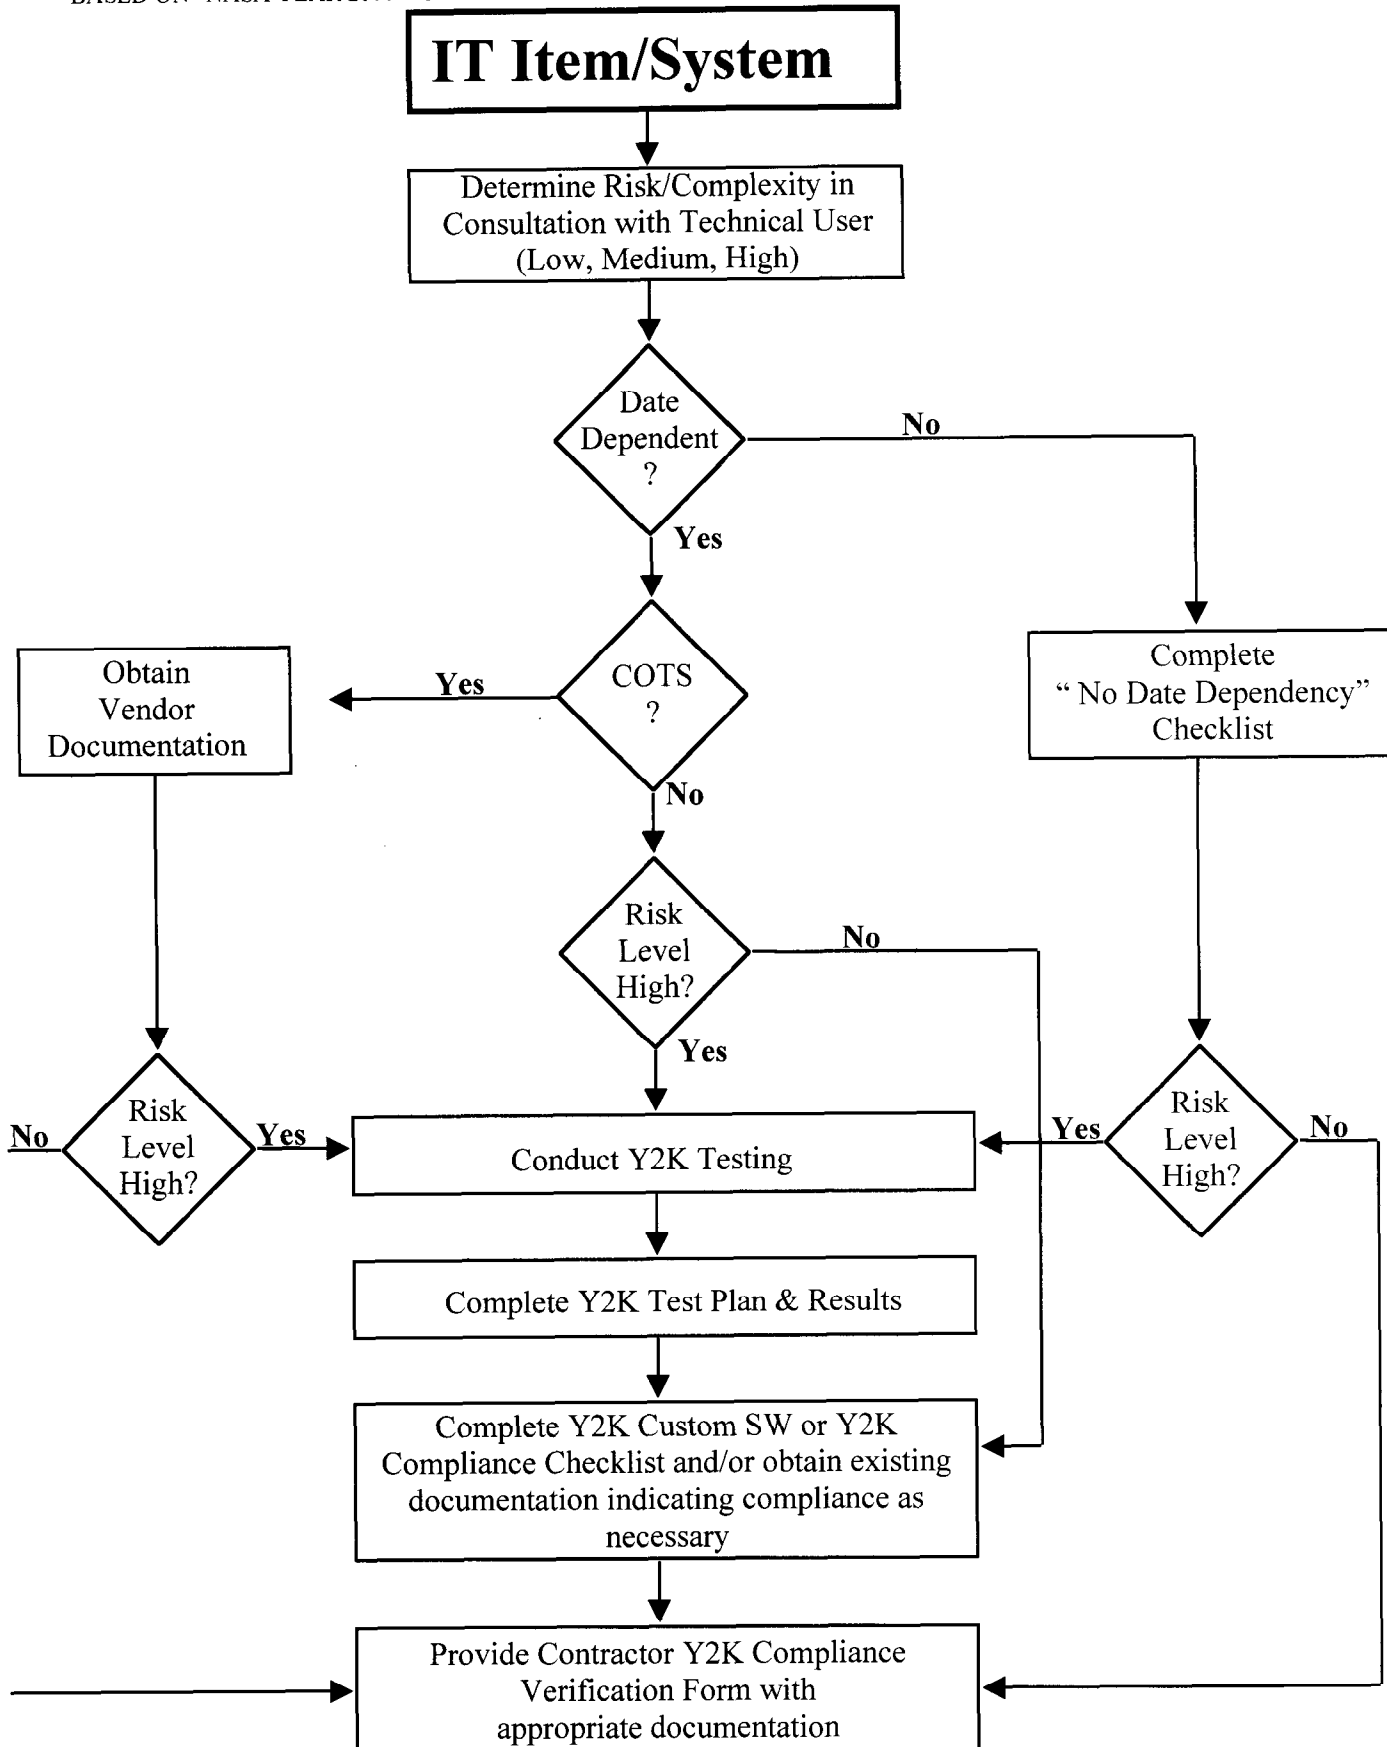 BASED ON NASA YEAR
IT Item/System
Determine Risk/Complexity in
Consultation with Technical User
(Low, Medium, High)
Date
Dependent
?
No
Yes
COTS
?
Yes
No
Obtain
Vendor
Documentation
Complete
“ No Date Dependency”
Checklist
Risk
Level
High?
No
Yes
Risk
Level
High?
No
Yes
Risk
Level
High?
Yes
No
Conduct Y2K Testing
Complete Y2K Test Plan & Results
Complete Y2K Custom SW or Y2K
Compliance Checklist and/or obtain existing
documentation indicating compliance as
necessary
Provide Contractor Y2K Compliance
Verification Form with
appropriate documentation